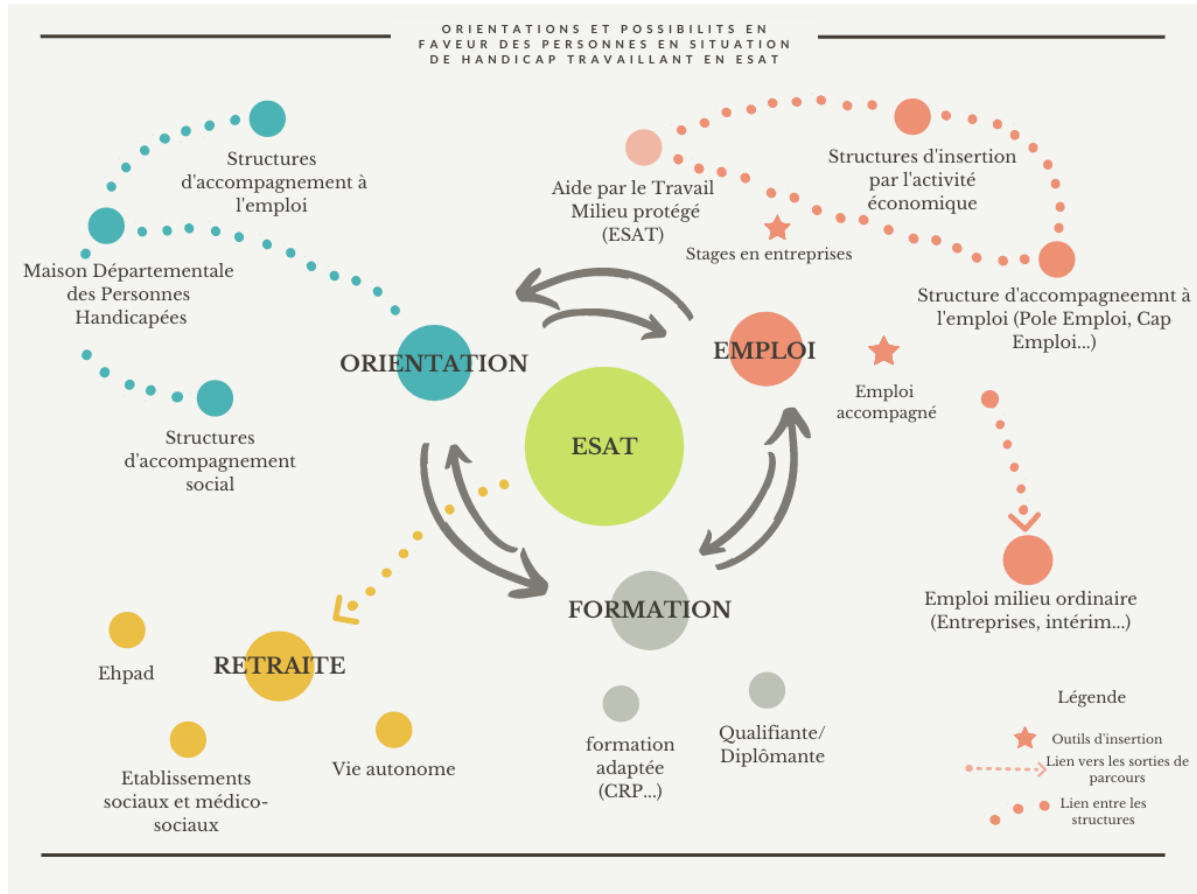 ORIENTATIONS ET POSSIBILITS EN
FAVEUR DES PERSONNES EN SITUATION
DE HANDICAP TRAVAILLANT EN ESAT
Structures
d'accompagnement à
l'emploi
Maison Départementale
des Personnes
Handicapées
Structures
d'accompagnement
social
ORIENTATION
Aide par le Travail
Milieu protégé
(ESAT)
Stages en entreprises
Structures d'insertion
par l'activité
économique
Structure d'accompagneemnt à
l'emploi (Pole Emploi, Cap
Emploi...)
EMPLOI
Emploi
accompagné
ESAT
Emploi milieu ordinaire
(Entreprises, intérim...)
FORMATION
formation
adaptée
(CRP...)
Qualifiante/
Diplômante
RETRAITE
Ehpad
Etablissements
sociaux et médico-
sociaux
Vie autonome
Légende
Outils d'insertion
Lien vers les sorties de
parcours
Lien entre les
structures